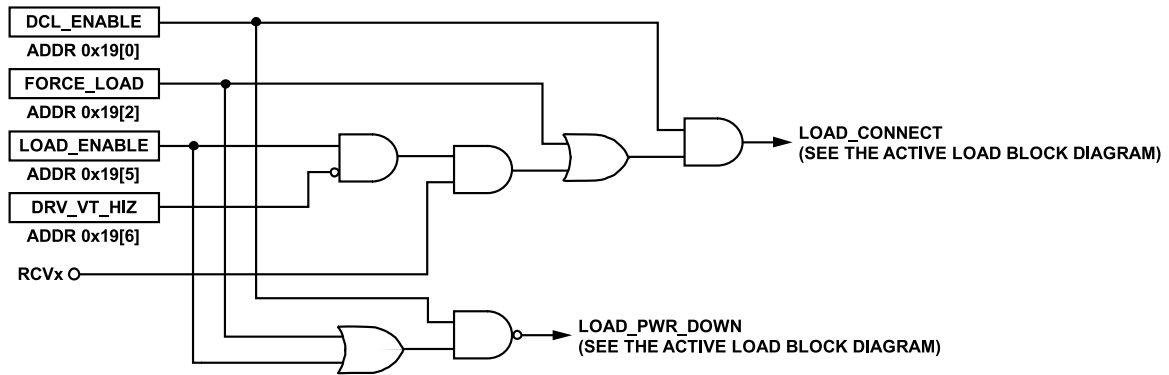 DCL_ENABLE
ADDR 0x19[0]
FORCE_LOAD
ADDR 0x19[2]
LOAD_ENABLE
ADDR 0x19[5]
DRV_VT_HIZ
ADDR 0x19[6]
RCVx
LOAD_CONNECT
(SEE THE ACTIVE LOAD BLOCK DIAGRAM)
LOAD_PWR_DOWN
(SEE THE ACTIVE LOAD BLOCK DIAGRAM)